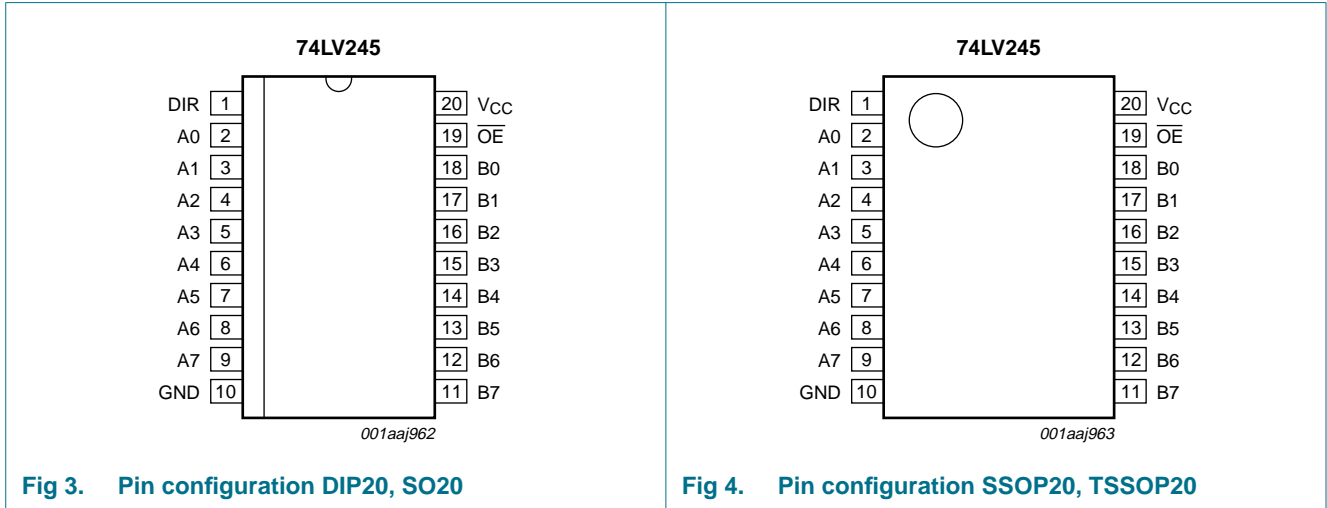 74LV245
DIR 1 20 VCC
A0 2 19 OE
A1 3 18 B0
A2 4 17 B1
A3 5 16 B2
A4 6 15 B3
A5 7 14 B4
A6 8 13 B5
A7 9 12 B6
GND 10 11 B7
001aaj962
Fig 3. Pin configuration DIP20, SO20
74LV245
DIR 1 20 VCC
A0 2 19 OE
A1 3 18 B0
A2 4 17 B1
A3 5 16 B2
A4 6 15 B3
A5 7 14 B4
A6 8 13 B5
A7 9 12 B6
GND 10 11 B7
001aaj963
Fig 4. Pin configuration SSOP20, TSSOP20